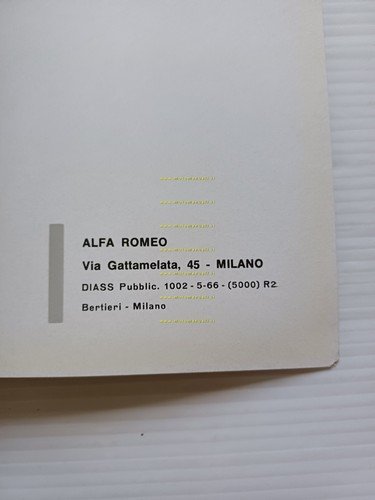 ALFA ROMEO
Via Gattamelata, 45 - MILANO
DIASS Pubblic. 1002 - 5-66 - (5000) R2
Bertieri - Milano